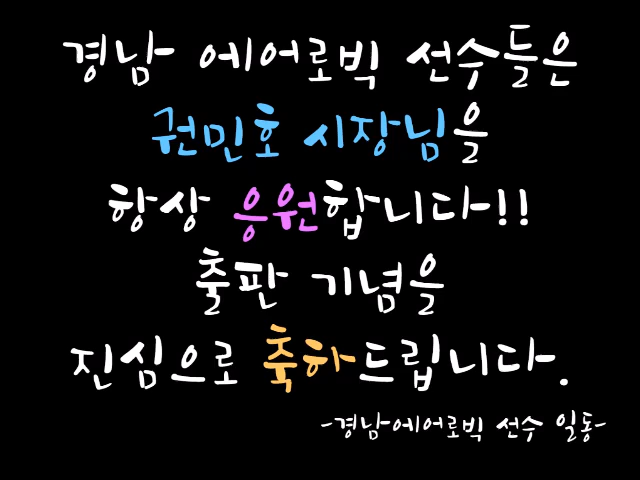 경남 에어로빅 선수들은
권민호 시장님을
항상 응원합니다!!
출판 기념을
진심으로 축하드립니다.
-경남에어로빅 선수 일동-